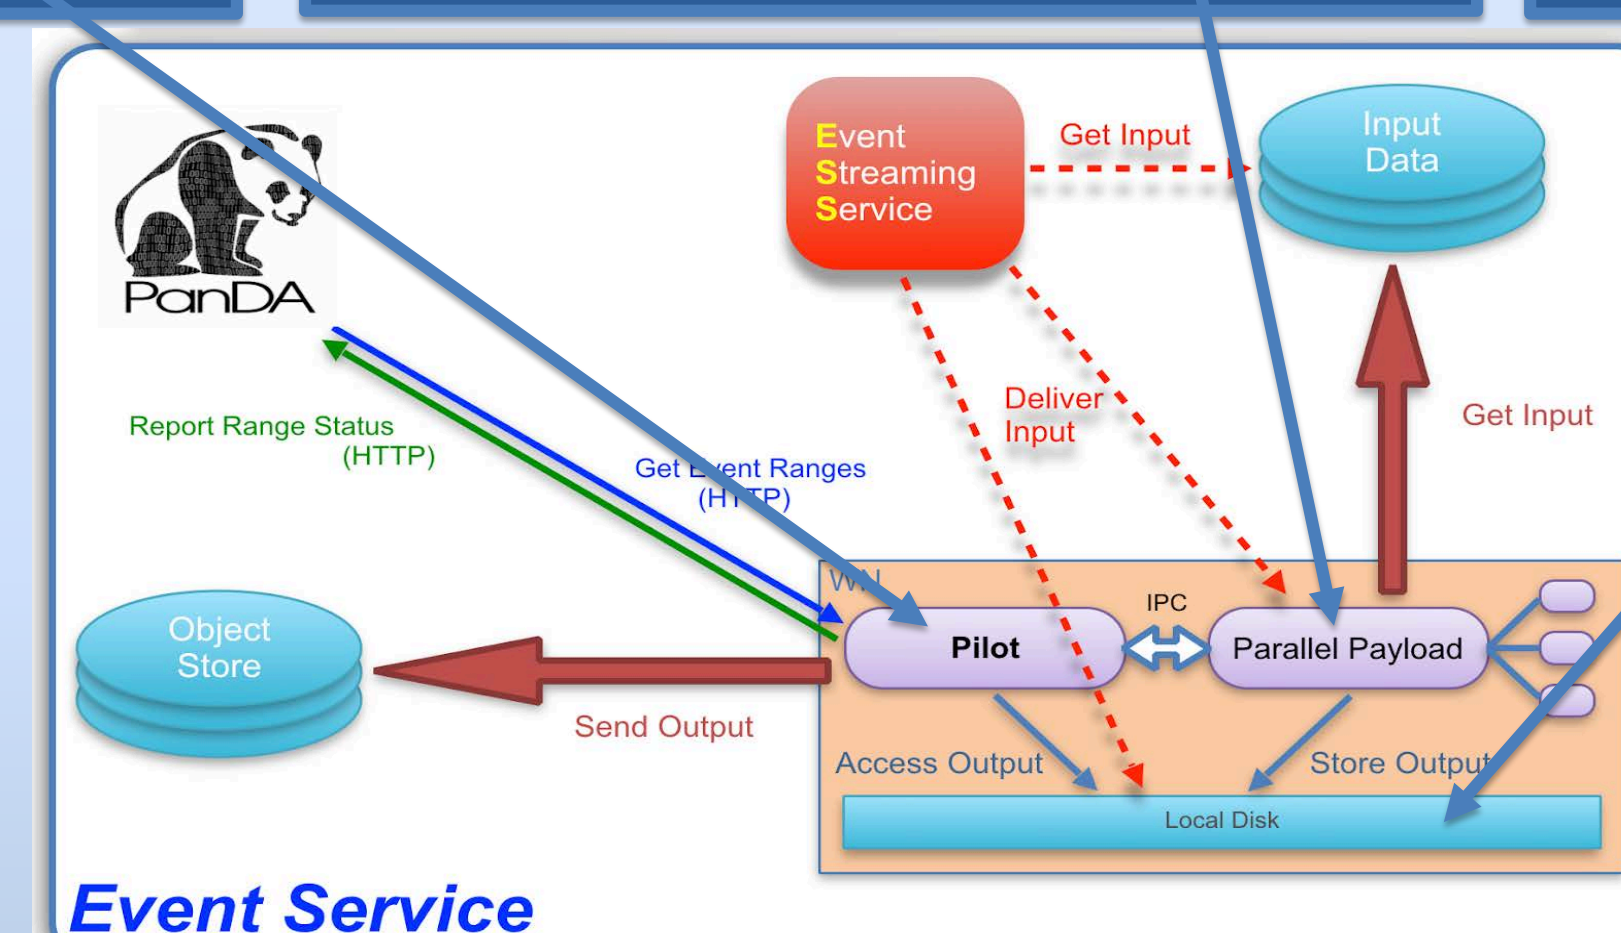 Event
Streaming
Service
Get Input
Input
Data
PanDA
Deliver
Input
Report Range Status
(HTTP)
Get Event Ranges
(HTTP)
Get Input
WN
IPC
Object
Store
Pilot
Parallel Payload
Send Output
Access Output
Store Output
Local Disk
Event Service